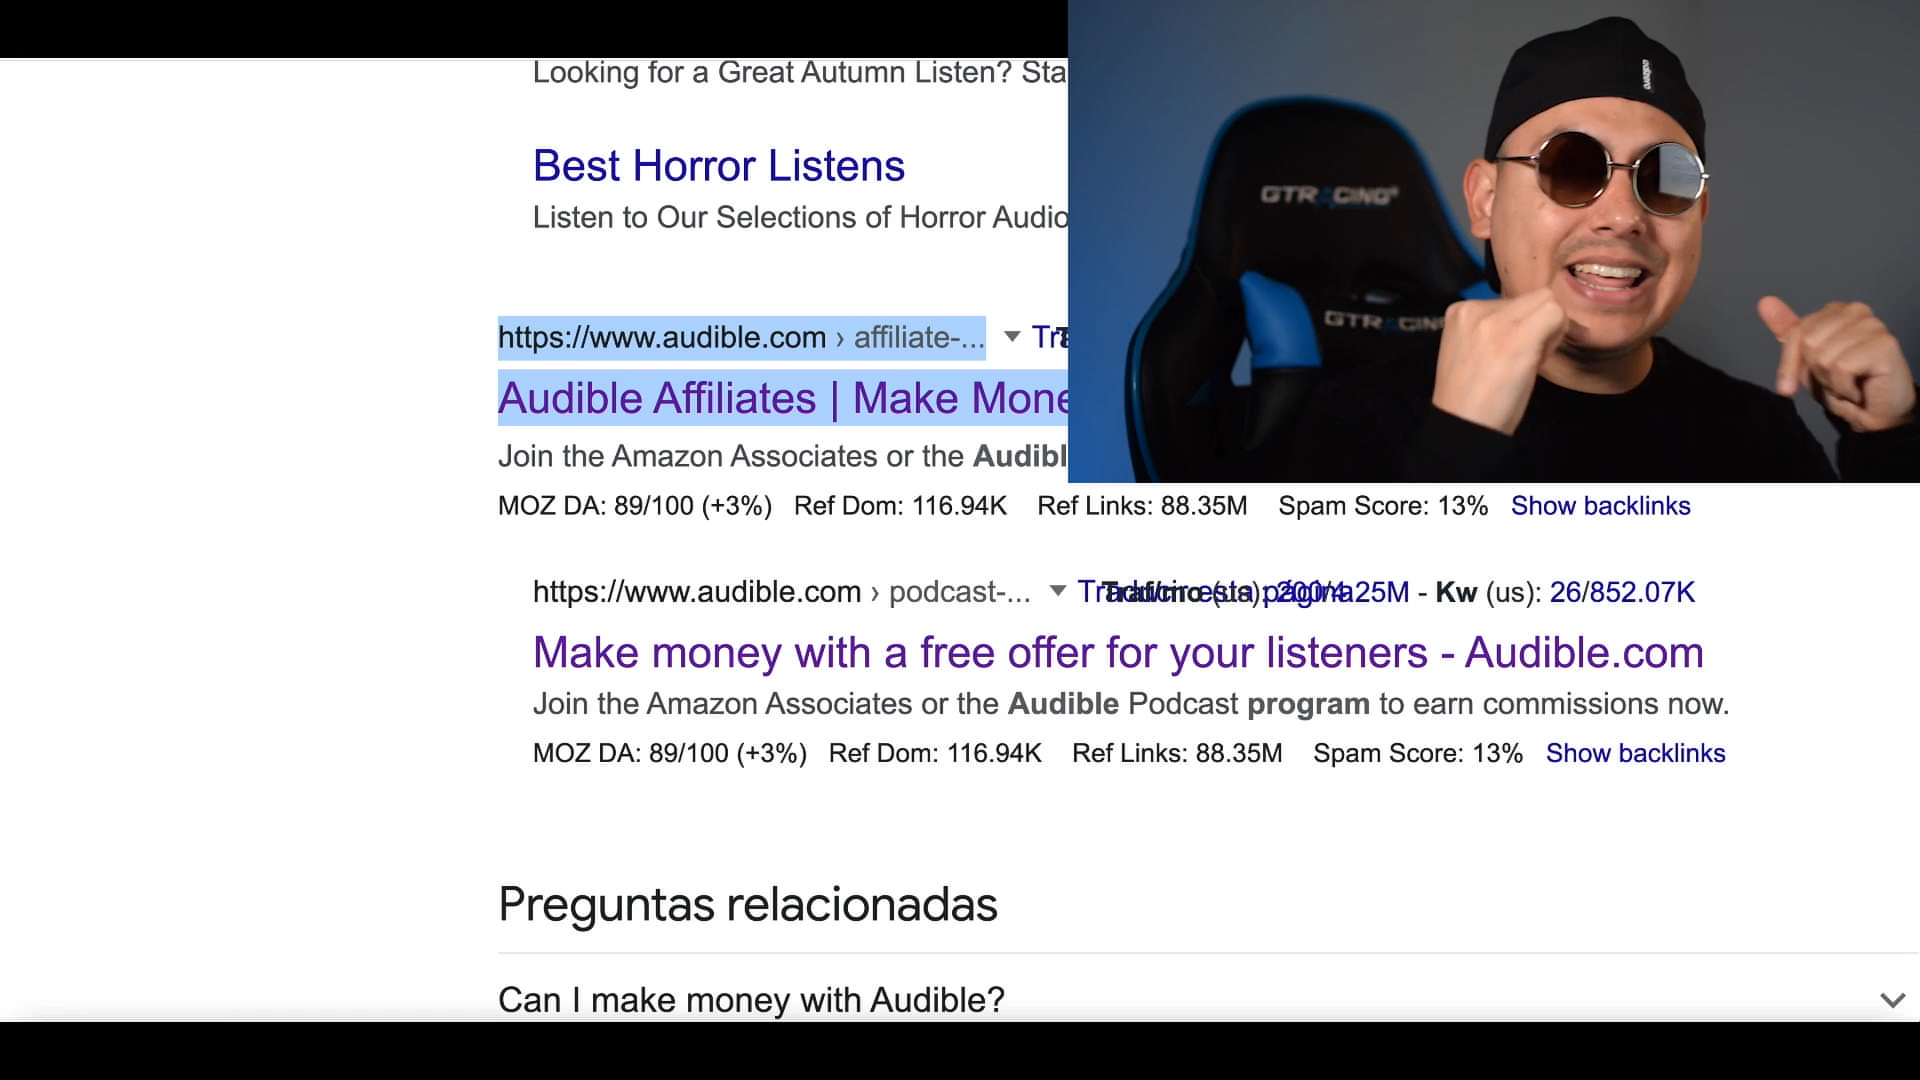 Looking for a Great Autumn Listen? Sta
Best Horror Listens
Listen to Our Selections of Horror Audio
https://www.audible.com › affiliate-...
Audible Affiliates | Make Mone
Join the Amazon Associates or the Audibl
MOZ DA: 89/100 (+3%) Ref Dom: 116.94K Ref Links: 88.35M Spam Score: 13% Show backlinks
https://www.audible.com › podcast-... - Kw (us): 26/852.07K
Make money with a free offer for your listeners - Audible.com
Join the Amazon Associates or the Audible Podcast program to earn commissions now.
MOZ DA: 89/100 (+3%) Ref Dom: 116.94K Ref Links: 88.35M Spam Score: 13% Show backlinks
Preguntas relacionadas
Can I make money with Audible?
GTRACING